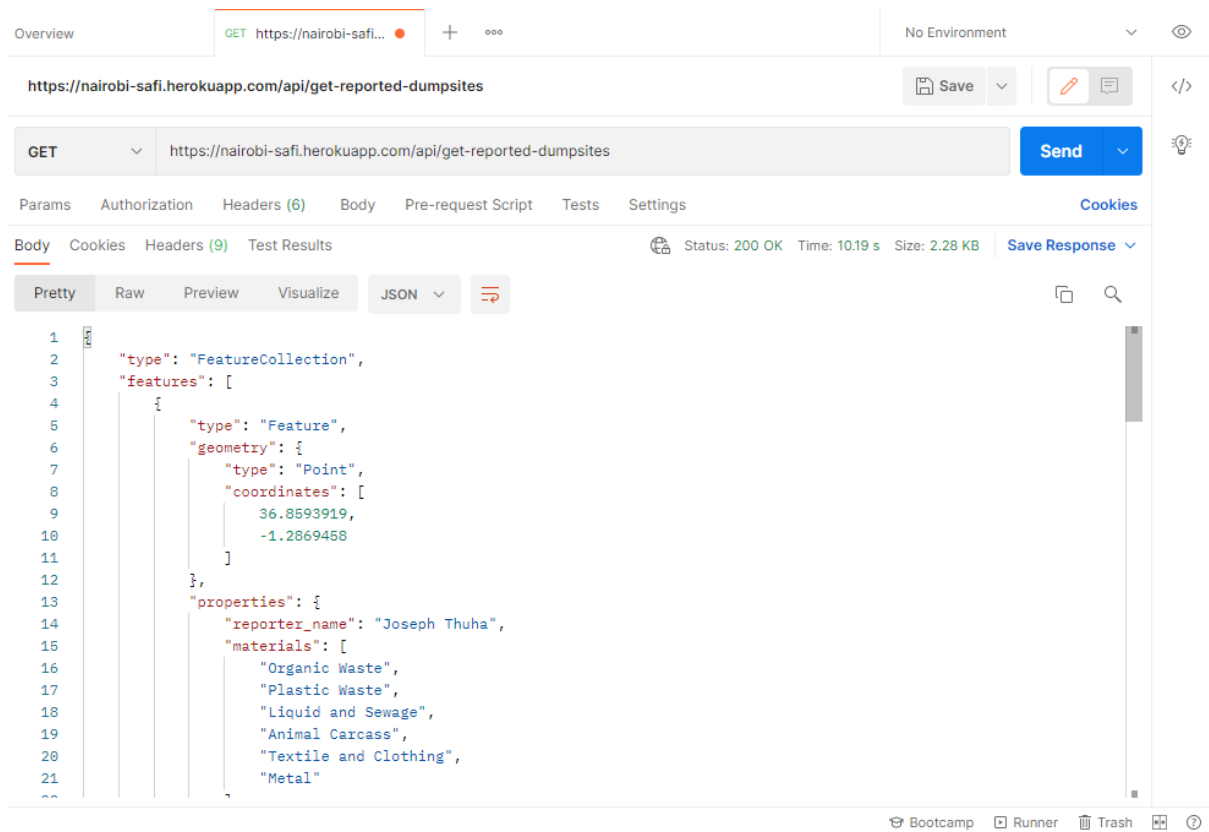 Overview GET https://nairobi-safi... No Environment
https://nairobi-safi.herokuapp.com/api/get-reported-dumpsites Save
GET https://nairobi-safi.herokuapp.com/api/get-reported-dumpsites Send
Params Authorization Headers (6) Body Pre-request Script Tests Settings Cookies
Body Cookies Headers (9) Test Results Status: 200 OK Time: 10.19 s Size: 2.28 KB Save Response
Pretty Raw Preview Visualize JSON
1 {
2 "type": "FeatureCollection",
3 "features": [
4 {
5 "type": "Feature",
6 "geometry": {
7 "type": "Point",
8 "coordinates": [
9 36.8593919,
10 -1.2869458
11 ]
12 },
13 "properties": {
14 "reporter_name": "Joseph Thuha",
15 "materials": [
16 "Organic Waste",
17 "Plastic Waste",
18 "Liquid and Sewage",
19 "Animal Carcass",
20 "Textile and Clothing",
21 "Metal"
Bootcamp Runner Trash